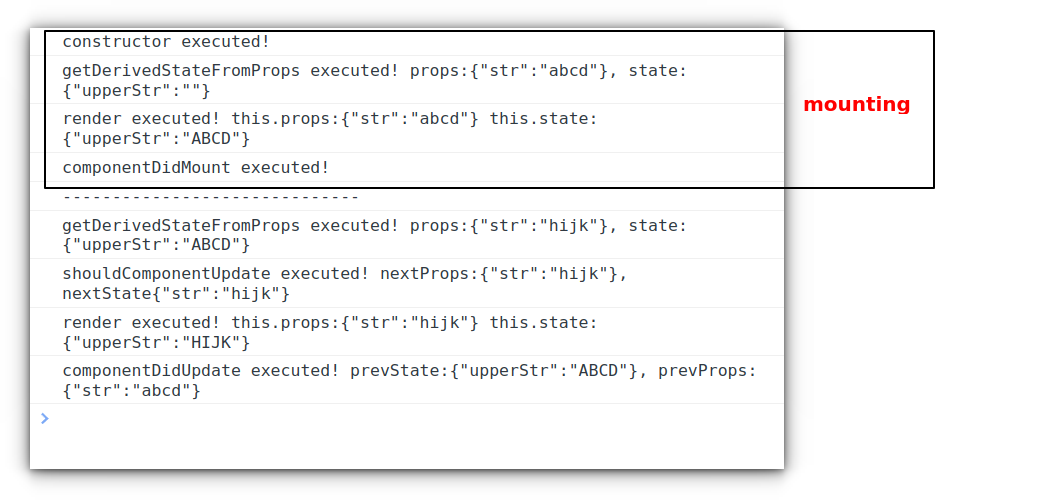 constructor executed!
getDerivedStateFromProps executed! props:{"str":"abcd"}, state:
{"upperStr":""}
mounting
render executed! this.props:{"str":"abcd"} this.state:
{"upperStr":"ABCD"}
componentDidMount executed!
------------------------------
getDerivedStateFromProps executed! props:{"str":"hijk"}, state:
{"upperStr":"ABCD"}
shouldComponentUpdate executed! nextProps:{"str":"hijk"},
nextState{"str":"hijk"}
render executed! this.props:{"str":"hijk"} this.state:
{"upperStr":"HIJK"}
componentDidUpdate executed! prevState:{"upperStr":"ABCD"}, prevProps:
{"str":"abcd"}